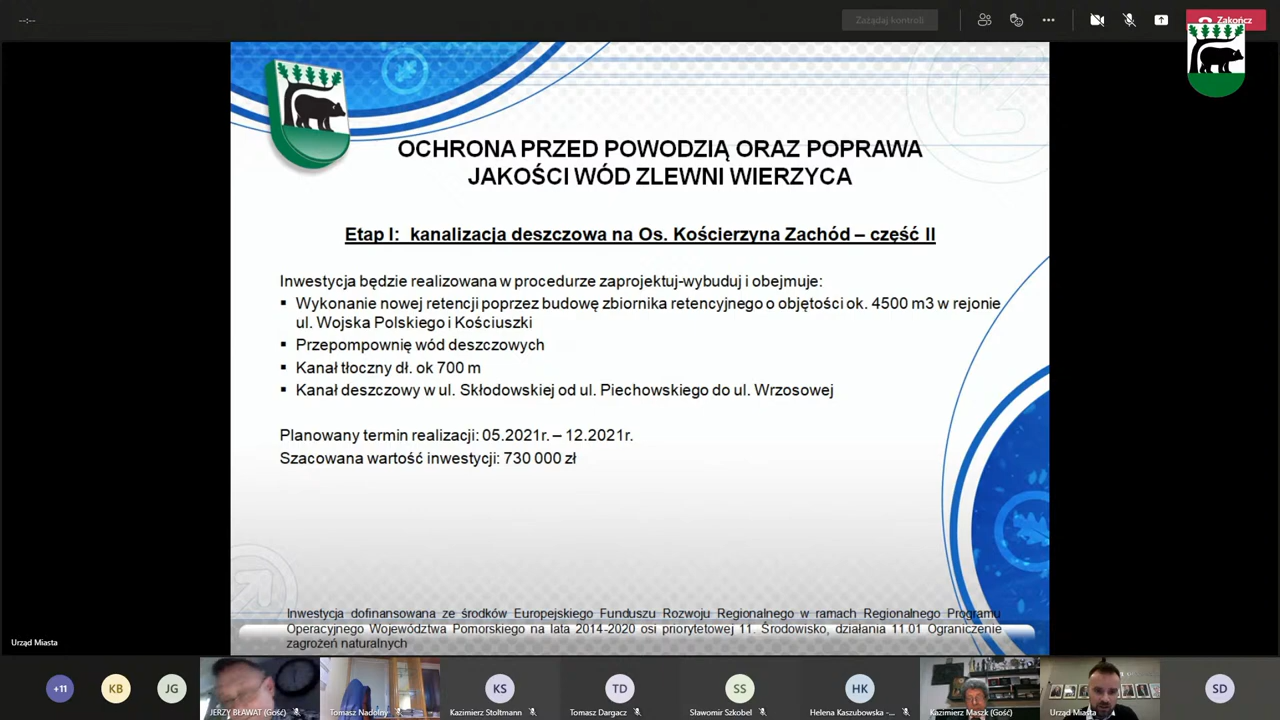 --:--
Zażądaj kontroli
Zakończ
OCHRONA PRZED POWODZIĄ ORAZ POPRAWA
JAKOŚCI WÓD ZLEWNI WIERZYCA
Etap I: kanalizacja deszczowa na Os. Kościerzyna Zachód – część II
Inwestycja będzie realizowana w procedurze zaprojektuj-wybuduj i obejmuje:
▪ Wykonanie nowej retencji poprzez budowę zbiornika retencyjnego o objętości ok. 4500 m3 w rejonie
ul. Wojska Polskiego i Kościuszki
▪ Przepompownię wód deszczowych
▪ Kanał tłoczny dł. ok 700 m
▪ Kanał deszczowy w ul. Skłodowskiej od ul. Piechowskiego do ul. Wrzosowej
Planowany termin realizacji: 05.2021r. – 12.2021r.
Szacowana wartość inwestycji: 730 000 zł
Inwestycja dofinansowana ze środków Europejskiego Funduszu Rozwoju Regionalnego w ramach Regionalnego Programu
Operacyjnego Województwa Pomorskiego na lata 2014-2020 osi priorytetowej 11. Środowisko, działania 11.01 Ograniczenie
zagrożeń naturalnych
Urząd Miasta
+11
KB
JG
KS
TD
SS
HK
SD
JERZY BŁAWAT (Gość)
Tomasz Nadolny
Kazimierz Stoltmann
Tomasz Dargacz
Sławomir Szkobel
Helena Kaszubowska -...
Kazimierz Maszk (Gość)
Urząd Miasta